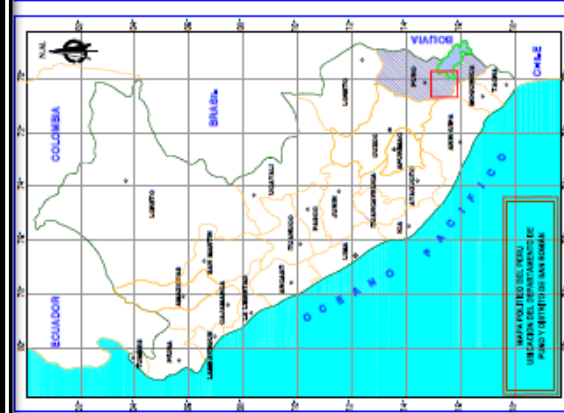 N.M.
COLOMBIA
ECUADOR
BRASIL
BOLIVIA
CHILE
LORETO
TUMBES
PIURA
AMAZONAS
SAN MARTIN
CAJAMARCA
LA LIBERTAD
LAMBAYEQUE
ANCASH
HUANUCO
UCAYALI
PASCO
JUNIN
LIMA
HUANCAVELICA
ICA
AYACUCHO
APURIMAC
CUSCO
LORETO
PUNO
AREQUIPA
MOQUEGUA
TACNA
OCEANO PACIFICO
MAPA POLITICO DEL PERU
UBICACION DEL DEPARTAMENTO DE
PUNO Y DISTRITO DE SAN ROMÁN